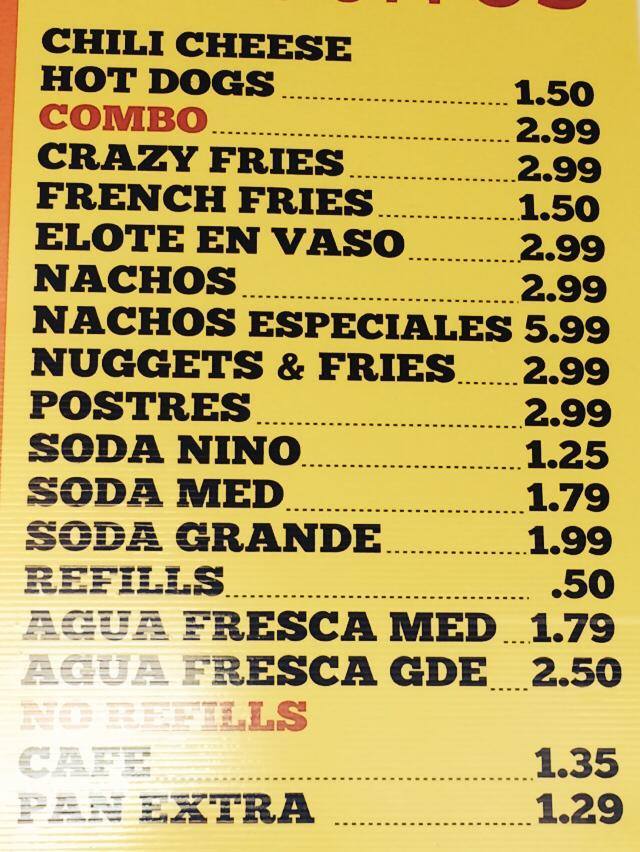 CHILI CHEESE
HOT DOGS 1.50
COMBO 2.99
CRAZY FRIES 2.99
FRENCH FRIES 1.50
ELOTE EN VASO 2.99
NACHOS 2.99
NACHOS ESPECIALES 5.99
NUGGETS & FRIES 2.99
POSTRES 2.99
SODA NINO 1.25
SODA MED 1.79
SODA GRANDE 1.99
REFILLS .50
AGUA FRESCA MED 1.79
AGUA FRESCA GDE 2.50
NO REFILLS
CAFE 1.35
PAN EXTRA 1.29